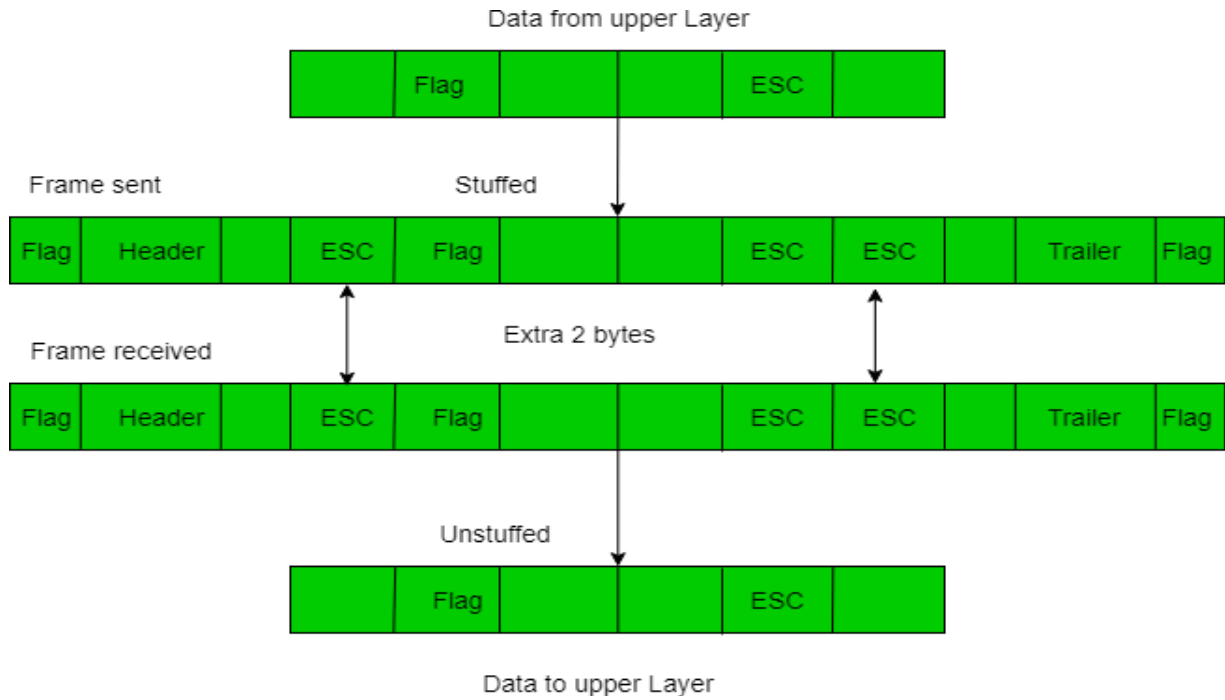 Data from upper Layer
Flag ESC
Frame sent Stuffed
Flag Header ESC Flag ESC ESC Trailer Flag
Extra 2 bytes
Frame received
Flag Header ESC Flag ESC ESC Trailer Flag
Unstuffed
Flag ESC
Data to upper Layer